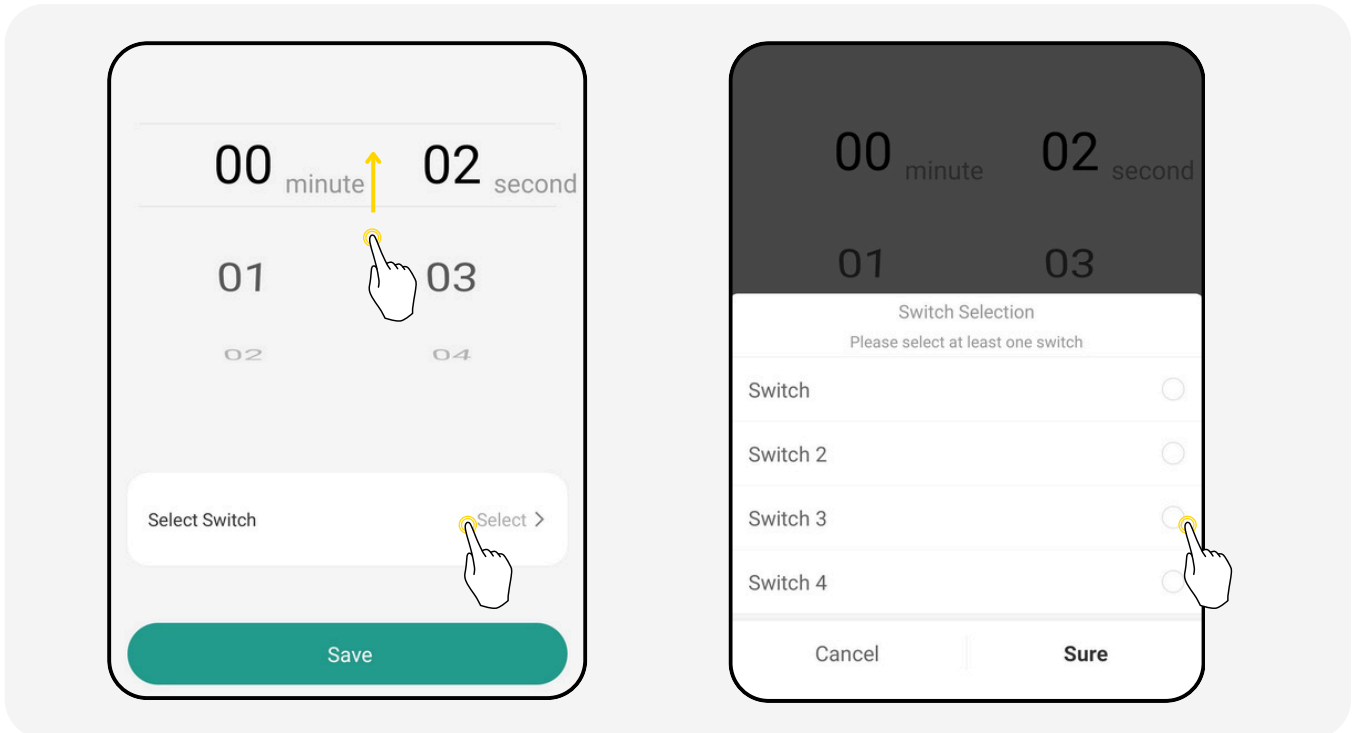 00 minute 02 second
01 03
02 04
Select Switch Select
Save
00 minute 02 second
01 03
Switch Selection
Please select at least one switch
Switch
Switch 2
Switch 3
Switch 4
Cancel Sure